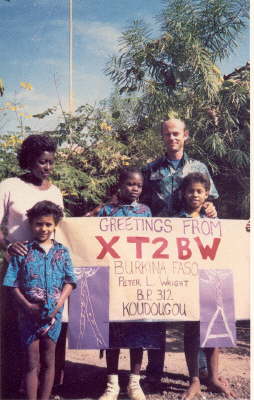 GREETINGS FROM
XT2BW
BURKINA FASO
PETER L. WRIGHT
B.P. 312
KOUDOUGOU